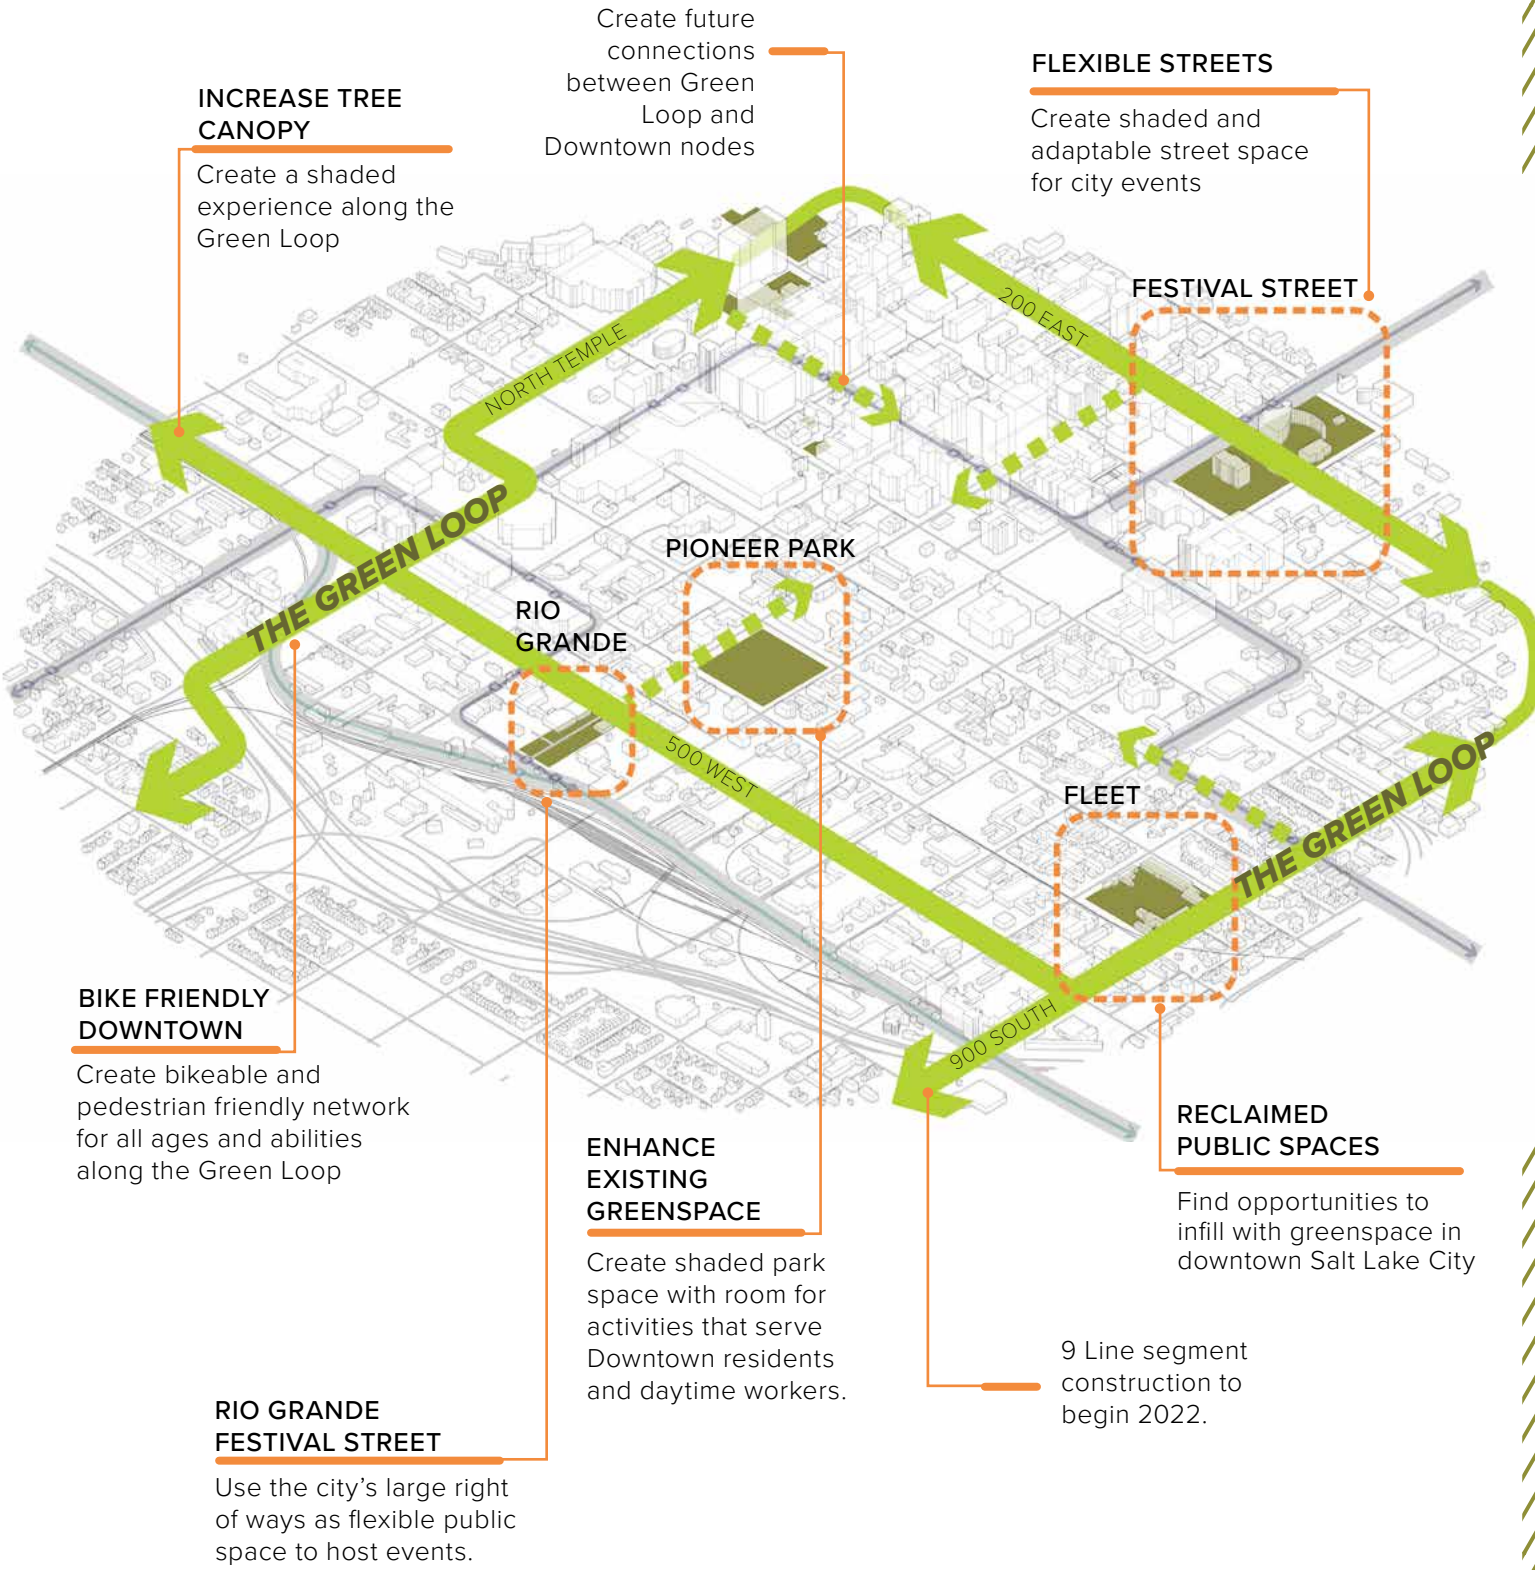 Create future
connections
between Green
Loop and
Downtown nodes
FLEXIBLE STREETS
Create shaded and
adaptable street space
for city events
INCREASE TREE
CANOPY
Create a shaded
experience along the
Green Loop
FESTIVAL STREET
200 EAST
NORTH TEMPLE
THE GREEN LOOP
PIONEER PARK
RIO
GRANDE
500 WEST
FLEET
THE GREEN LOOP
900 SOUTH
BIKE FRIENDLY
DOWNTOWN
Create bikeable and
pedestrian friendly network
for all ages and abilities
along the Green Loop
ENHANCE
EXISTING
GREENSPACE
Create shaded park
space with room for
activities that serve
Downtown residents
and daytime workers.
RECLAIMED
PUBLIC SPACES
Find opportunities to
infill with greenspace in
downtown Salt Lake City
9 Line segment
construction to
begin 2022.
RIO GRANDE
FESTIVAL STREET
Use the city's large right
of ways as flexible public
space to host events.